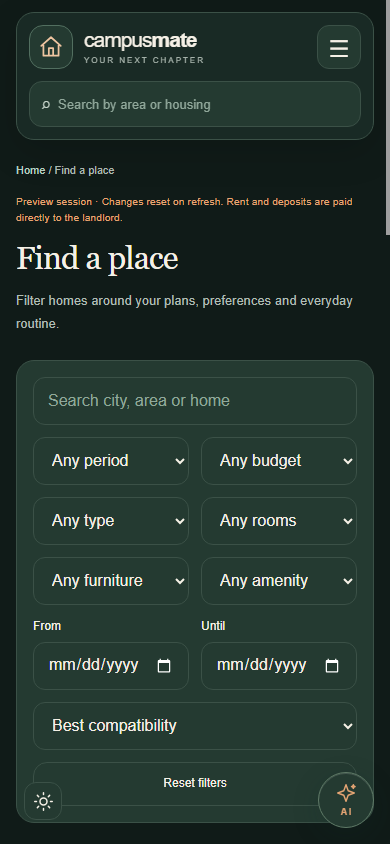 campusmate
YOUR NEXT CHAPTER
Search by area or housing
Home / Find a place
Preview session · Changes reset on refresh. Rent and deposits are paid
directly to the landlord.
Find a place
Filter homes around your plans, preferences and everyday
routine.
Search city, area or home
Any period
Any budget
Any type
Any rooms
Any furniture
Any amenity
From
Until
mm/dd/yyyy
mm/dd/yyyy
Best compatibility
Reset filters
AI